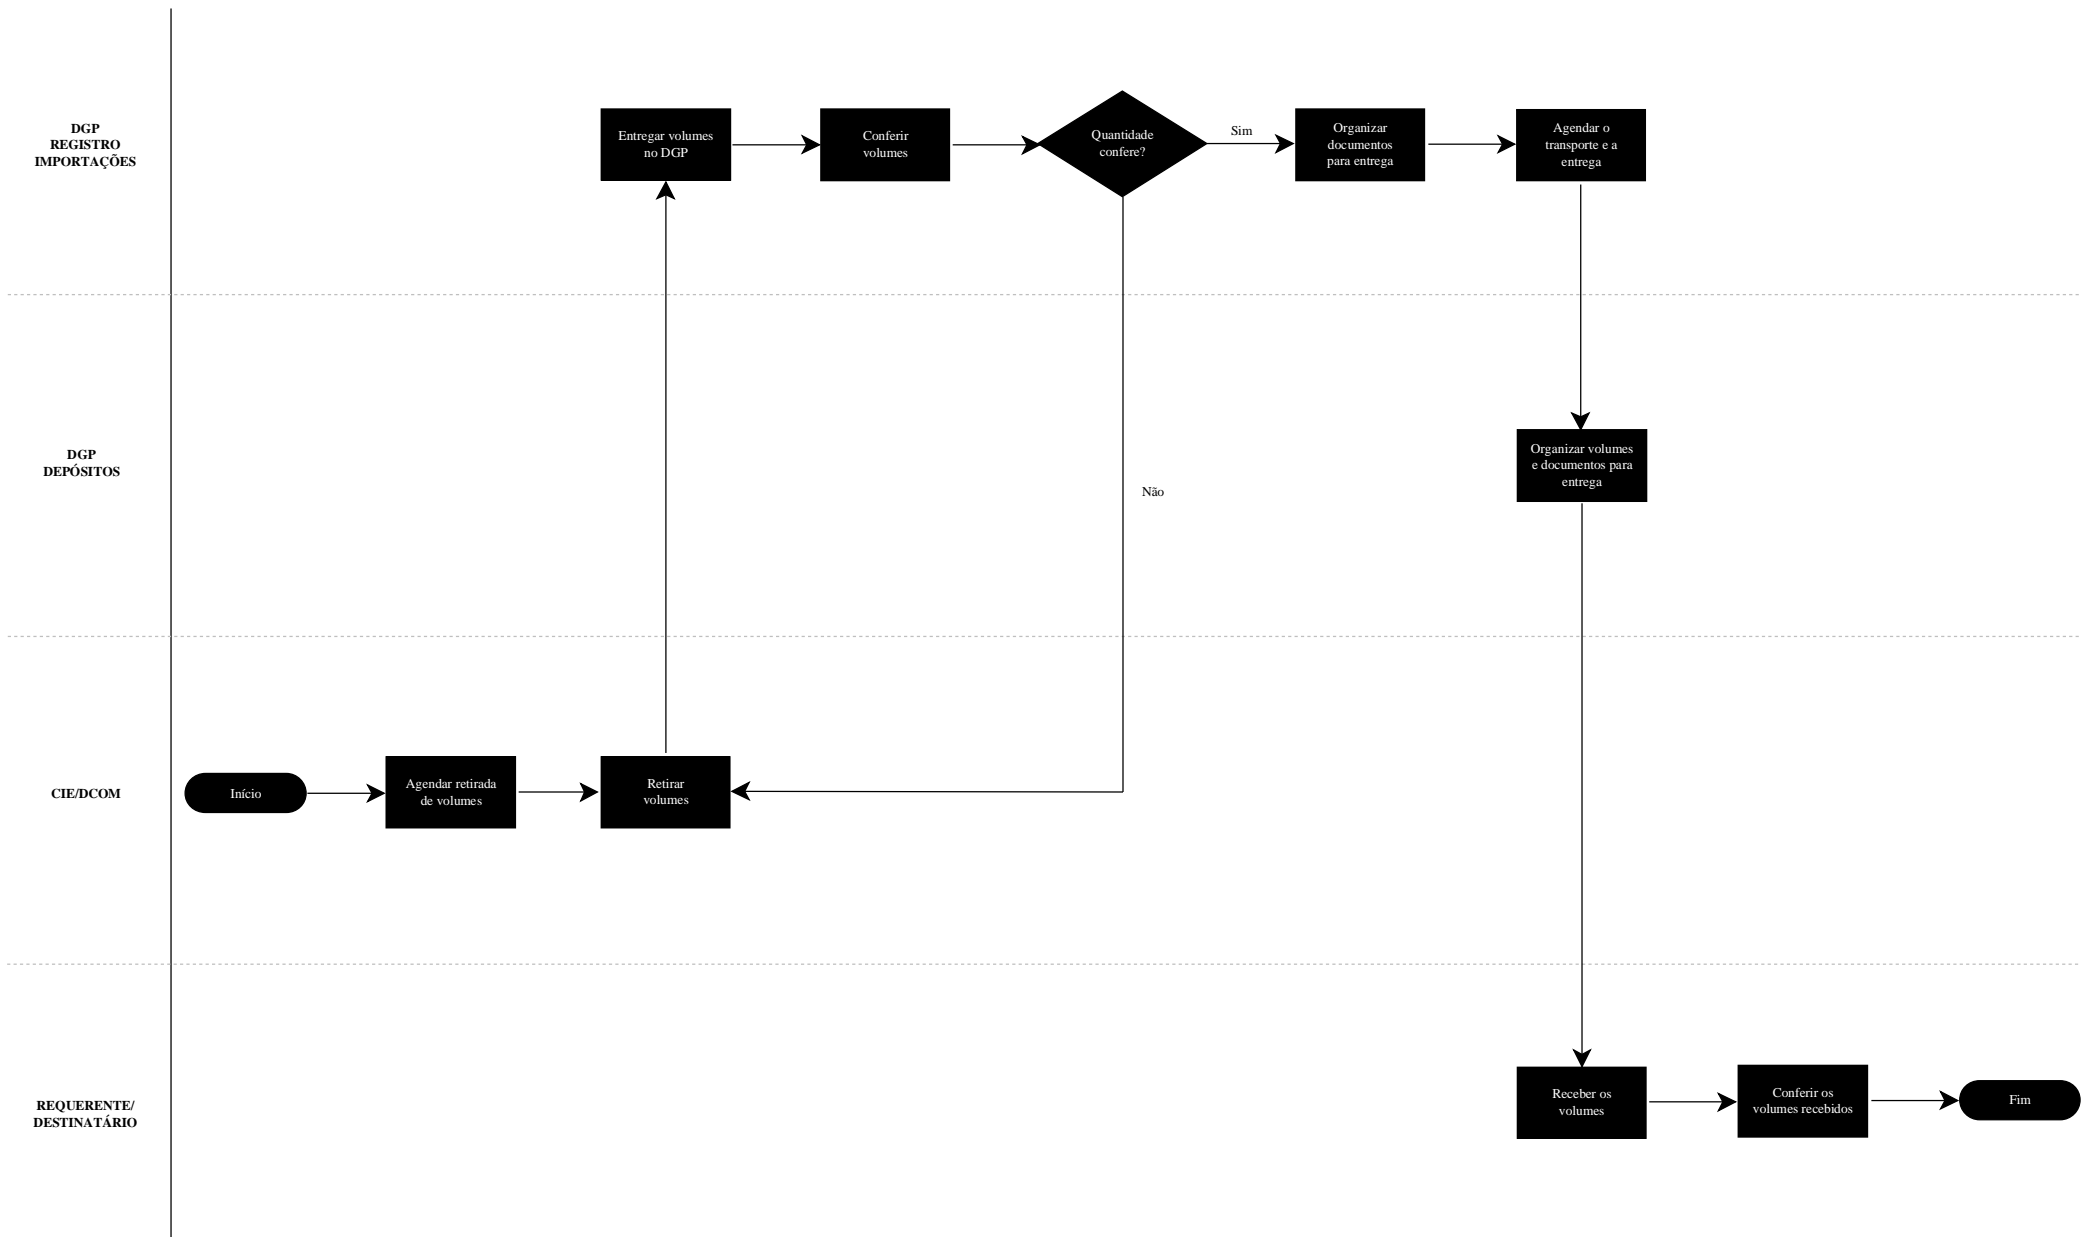 DGP
REGISTRO
IMPORTAÇÕES
Entregar volumes
no DGP
Conferir
volumes
Quantidade
confere?
Sim
Organizar
documentos
para entrega
Agendar o
transporte e a
entrega
DGP
DEPÓSITOS
Não
Organizar volumes
e documentos para
entrega
CIE/DCOM
Início
Agendar retirada
de volumes
Retirar
volumes
REQUERENTE/
DESTINATÁRIO
Receber os
volumes
Conferir os
volumes recebidos
Fim